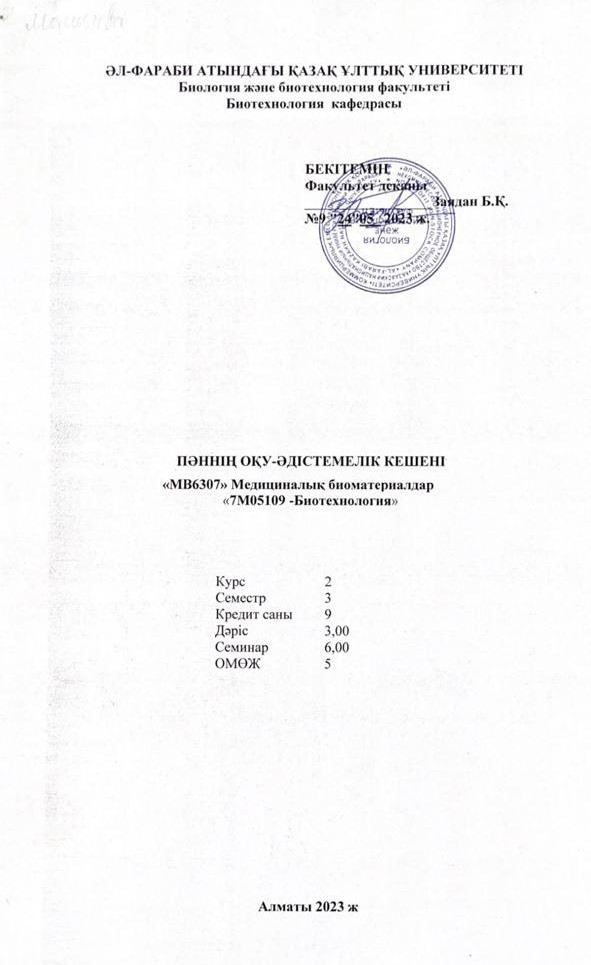 ӘЛ-ФАРАБИ АТЫНДАҒЫ ҚАЗАҚ ҰЛТТЫҚ УНИВЕРСИТЕТІ
Биология және биотехнология факультеті
Биотехнология кафедрасы
БЕКІТЕМІН
Факультет деканы
Заядан Б.Қ.
№9 "24"05 2023 ж.
ПӘННІҢ ОҚУ-ӘДІСТЕМЕЛІК КЕШЕНІ
«MB6307» Медициналық биоматериалдар
«7М05109 -Биотехнология»
Курс 2
Семестр 3
Кредит саны 9
Дәріс 3,00
Семинар 6,00
ОМӨЖ 5
Алматы 2023 ж